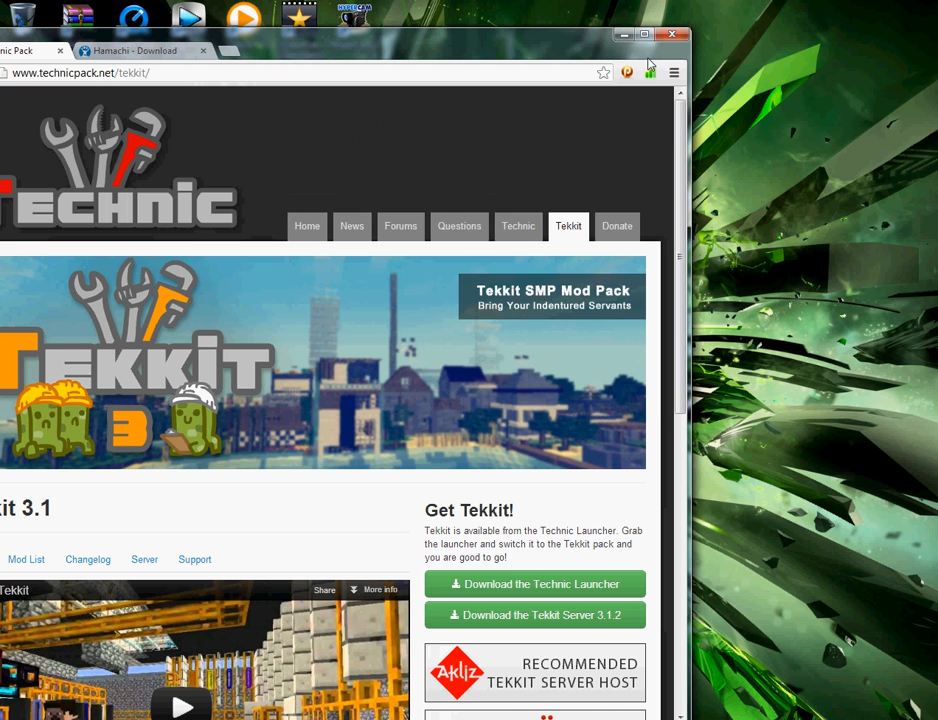 HYPERCAM
nic Pack
Hamachi - Download
www.technicpack.net/tekkit/
TECHNIC
Home News Forums Questions Technic Tekkit Donate
Tekkit SMP Mod Pack
Bring Your Indentured Servants
TEKKIT
3
it 3.1
Mod List Changelog Server Support
Tekkit
Share More info
Get Tekkit!
Tekkit is available from the Technic Launcher. Grab
the launcher and switch it to the Tekkit pack and
you are good to go!
Download the Technic Launcher
Download the Tekkit Server 3.1.2
AKliz
RECOMMENDED
TEKKIT SERVER HOST